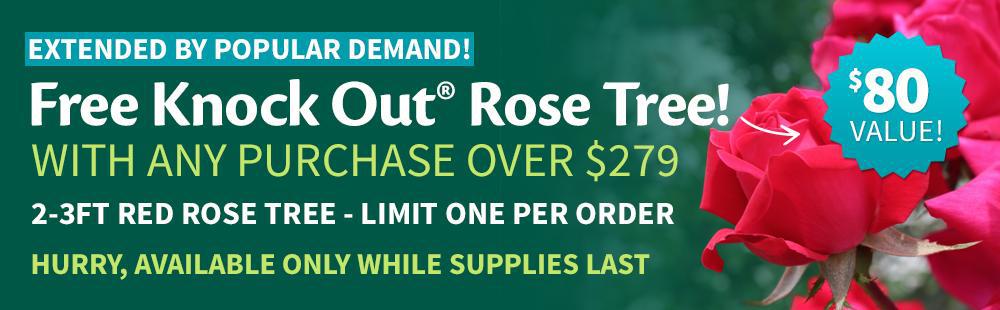 EXTENDED BY POPULAR DEMAND!
Free Knock Out® Rose Tree!
WITH ANY PURCHASE OVER $279
2-3FT RED ROSE TREE - LIMIT ONE PER ORDER
HURRY, AVAILABLE ONLY WHILE SUPPLIES LAST
$80
VALUE!